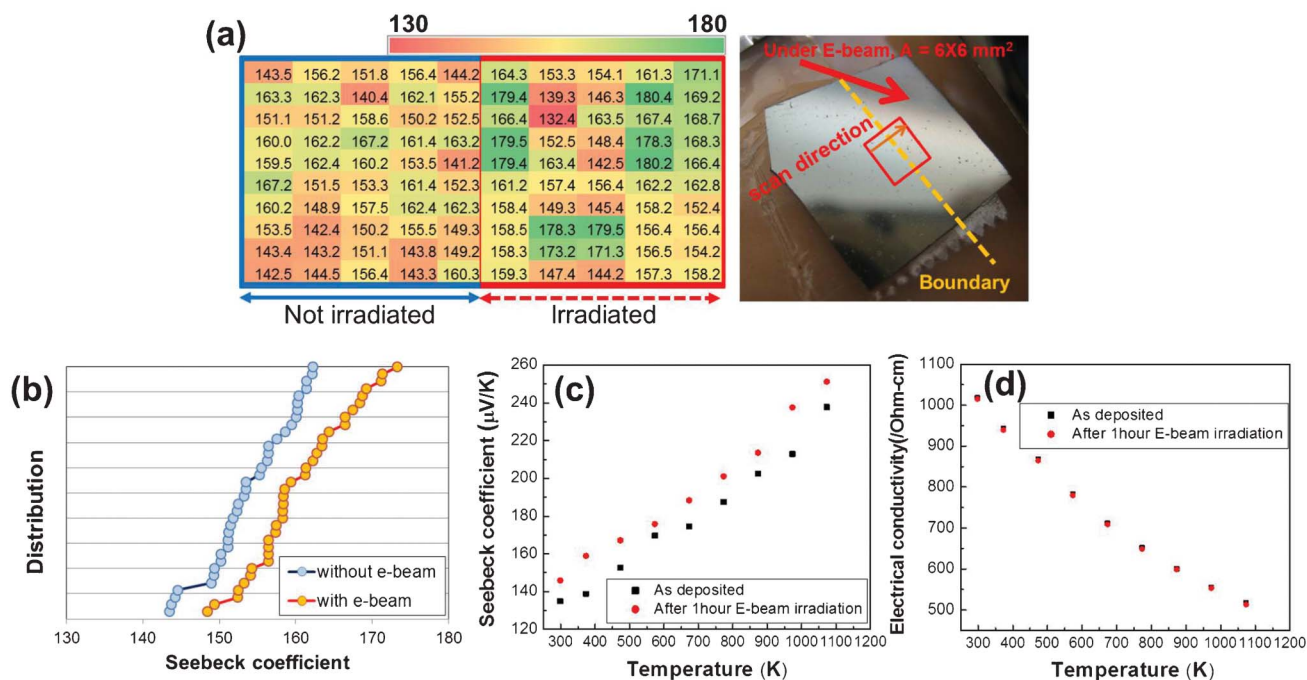 (a)
130 180
143.5 156.2 151.8 156.4 144.2 164.3 153.3 154.1 161.3 171.1
163.3 162.3 140.4 162.1 155.2 179.4 139.3 146.3 180.4 169.2
151.1 151.2 158.6 150.2 152.5 166.4 132.4 163.5 167.4 168.7
160.0 162.2 167.2 161.4 163.2 179.5 152.5 148.4 178.3 168.3
159.5 162.4 160.2 153.5 141.2 179.4 163.4 142.5 180.2 166.4
167.2 151.5 153.3 161.4 152.3 161.2 157.4 156.4 162.2 162.8
160.2 148.9 157.5 162.4 162.3 158.4 149.3 145.4 158.2 152.4
153.5 142.4 150.2 155.5 149.3 158.5 178.3 179.5 156.4 156.4
143.4 143.2 151.1 143.8 149.2 158.3 173.2 171.3 156.5 154.2
142.5 144.5 156.4 143.3 160.3 159.3 147.4 144.2 157.3 158.2
Not irradiated
Irradiated
Under E-beam, A = 6X6 mm²
scan direction
Boundary
(b)
Distribution
without e-beam
with e-beam
130 140 150 160 170 180
Seebeck coefficient
(c)
Seebeck coefficient (μV/K)
260
240
220
200
180
160
140
120
As deposited
After 1hour E-beam irradiation
300 400 500 600 700 800 900 1000 1100 1200
Temperature (K)
(d)
Electrical conductivity(/Ohm-cm)
1100
1000
900
800
700
600
500
As deposited
After 1hour E-beam irradiation
300 400 500 600 700 800 900 1000 1100 1200
Temperature (K)